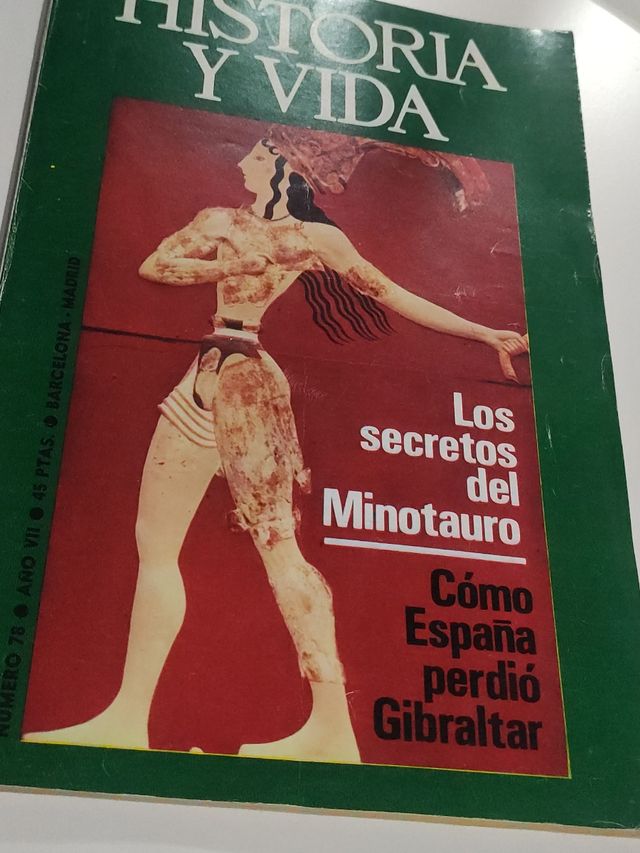 HISTORIA
Y VIDA
NUMERO 78 ● AÑO VII ● 45 PTAS. ● BARCELONA - MADRID
Los
secretos
del
Minotauro
Cómo
España
perdió
Gibraltar